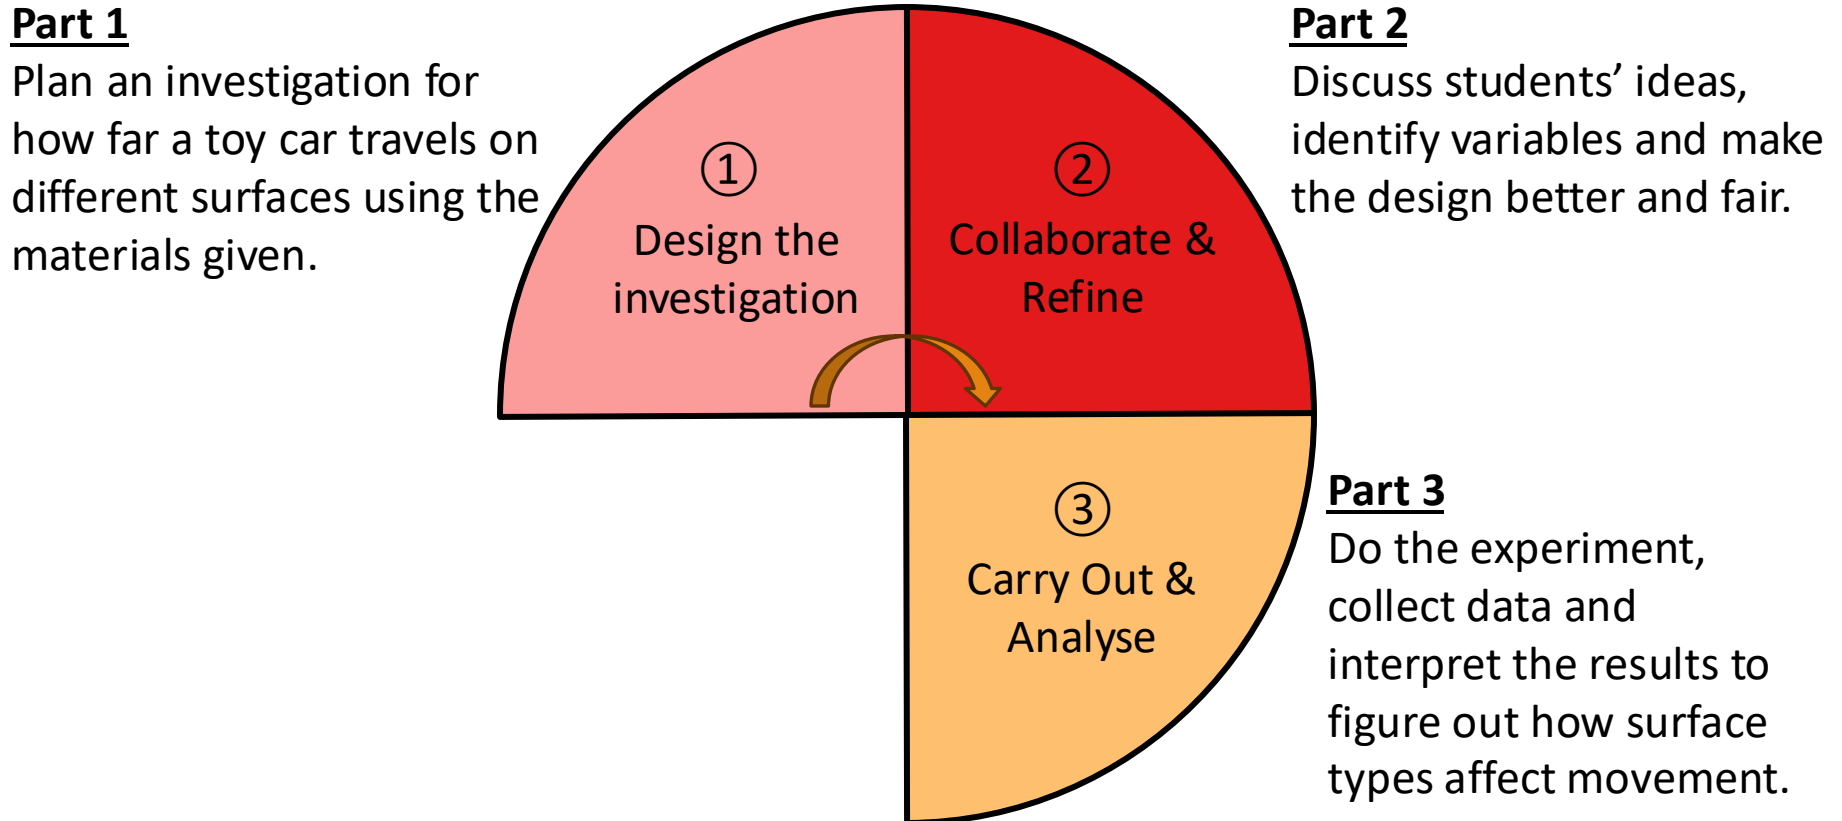 Part 1
Plan an investigation for
how far a toy car travels on
different surfaces using the
materials given.
①
Design the
investigation
②
Collaborate &
Refine
Part 2
Discuss students’ ideas,
identify variables and make
the design better and fair.
③
Carry Out &
Analyse
Part 3
Do the experiment,
collect data and
interpret the results to
figure out how surface
types affect movement.